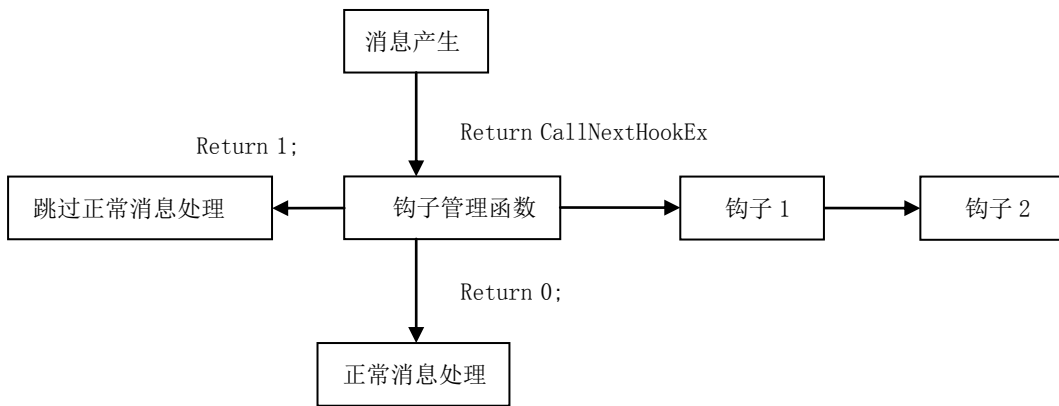 消息产生
Return CallNextHookEx
Return 1;
跳过正常消息处理
钩子管理函数
钩子 1
钩子 2
Return 0;
正常消息处理